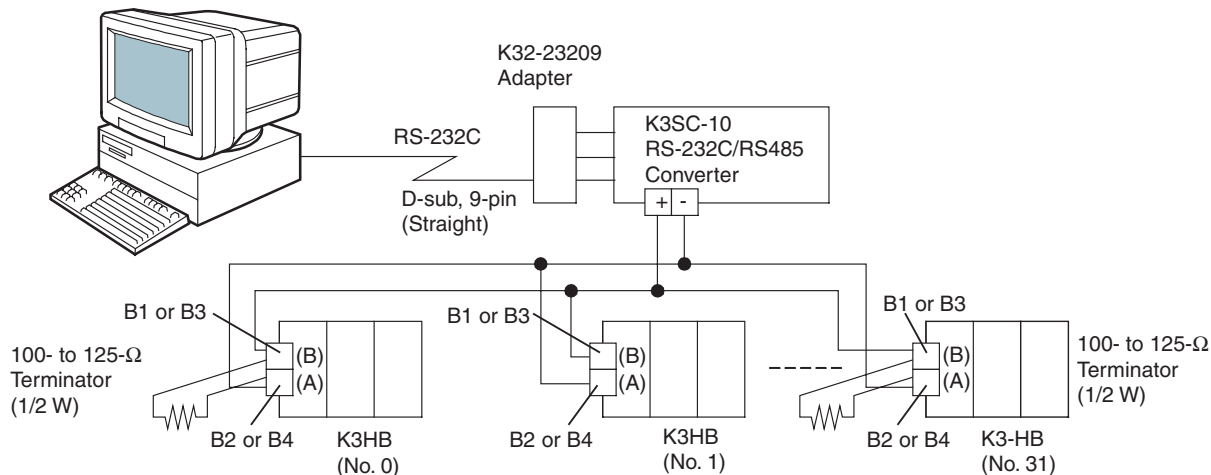 K32-23209
Adapter
K3SC-10
RS-232C/RS485
Converter
RS-232C
D-sub, 9-pin
(Straight)
+ -
B1 or B3
B1 or B3
B1 or B3
100- to 125-Ω
Terminator
(1/2 W)
(B)
(A)
(B)
(A)
(B)
(A)
100- to 125-Ω
Terminator
(1/2 W)
B2 or B4
K3HB
(No. 0)
B2 or B4
K3HB
(No. 1)
B2 or B4
K3-HB
(No. 31)